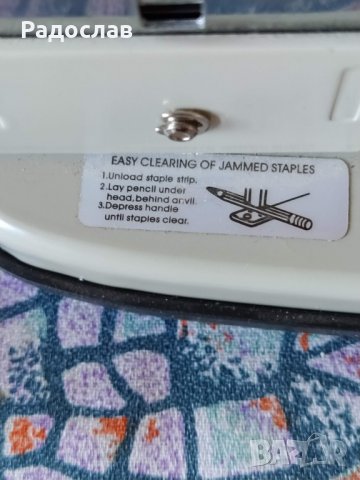 Радослав
EASY CLEARING OF JAMMED STAPLES
1.Unload staple strip.
2.Lay pencil under
head, behind anvil.
3.Depress handle
until staples clear.
BAZAR